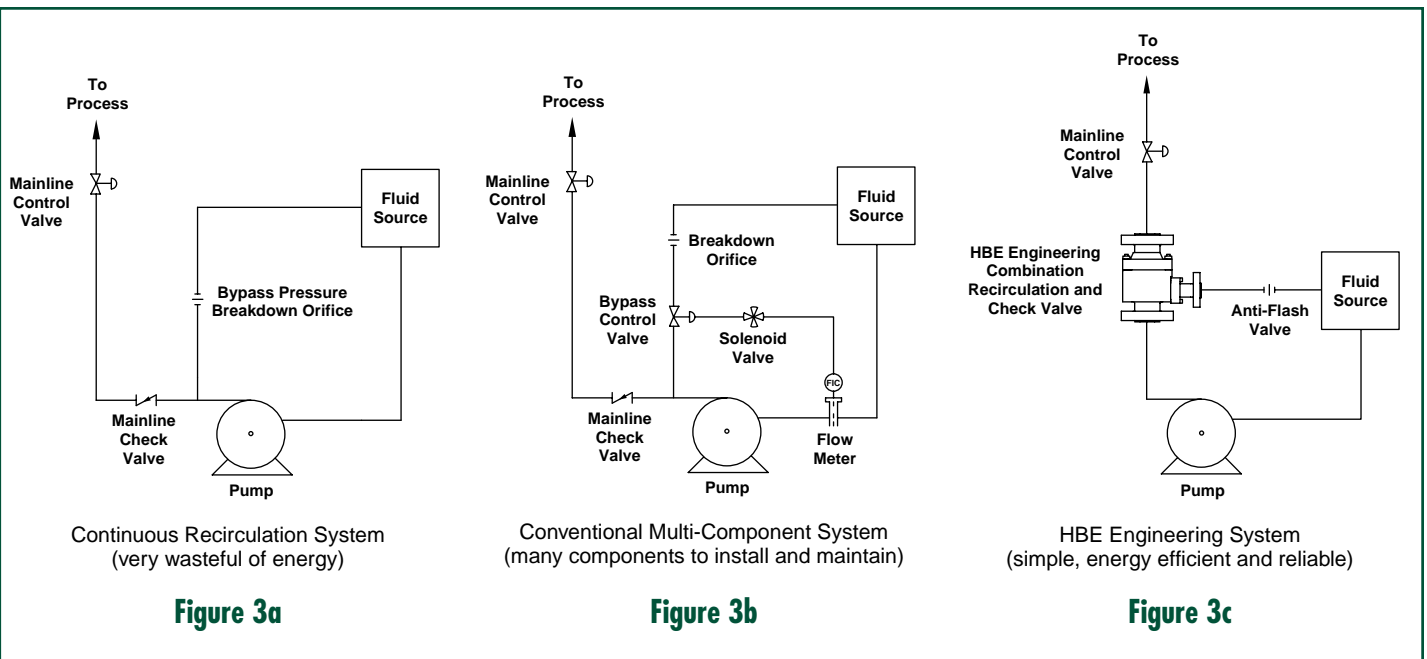 To
Process
Mainline
Control
Valve
Fluid
Source
Bypass Pressure
Breakdown Orifice
Mainline
Check
Valve
Pump
Continuous Recirculation System
(very wasteful of energy)
Figure 3a
To
Process
Mainline
Control
Valve
Fluid
Source
Breakdown
Orifice
Bypass
Control
Valve
Solenoid
Valve
FIC
Mainline
Check
Valve
Flow
Meter
Pump
Conventional Multi-Component System
(many components to install and maintain)
Figure 3b
To
Process
Mainline
Control
Valve
HBE Engineering
Combination
Recirculation and
Check Valve
Fluid
Source
Anti-Flash
Valve
Pump
HBE Engineering System
(simple, energy efficient and reliable)
Figure 3c